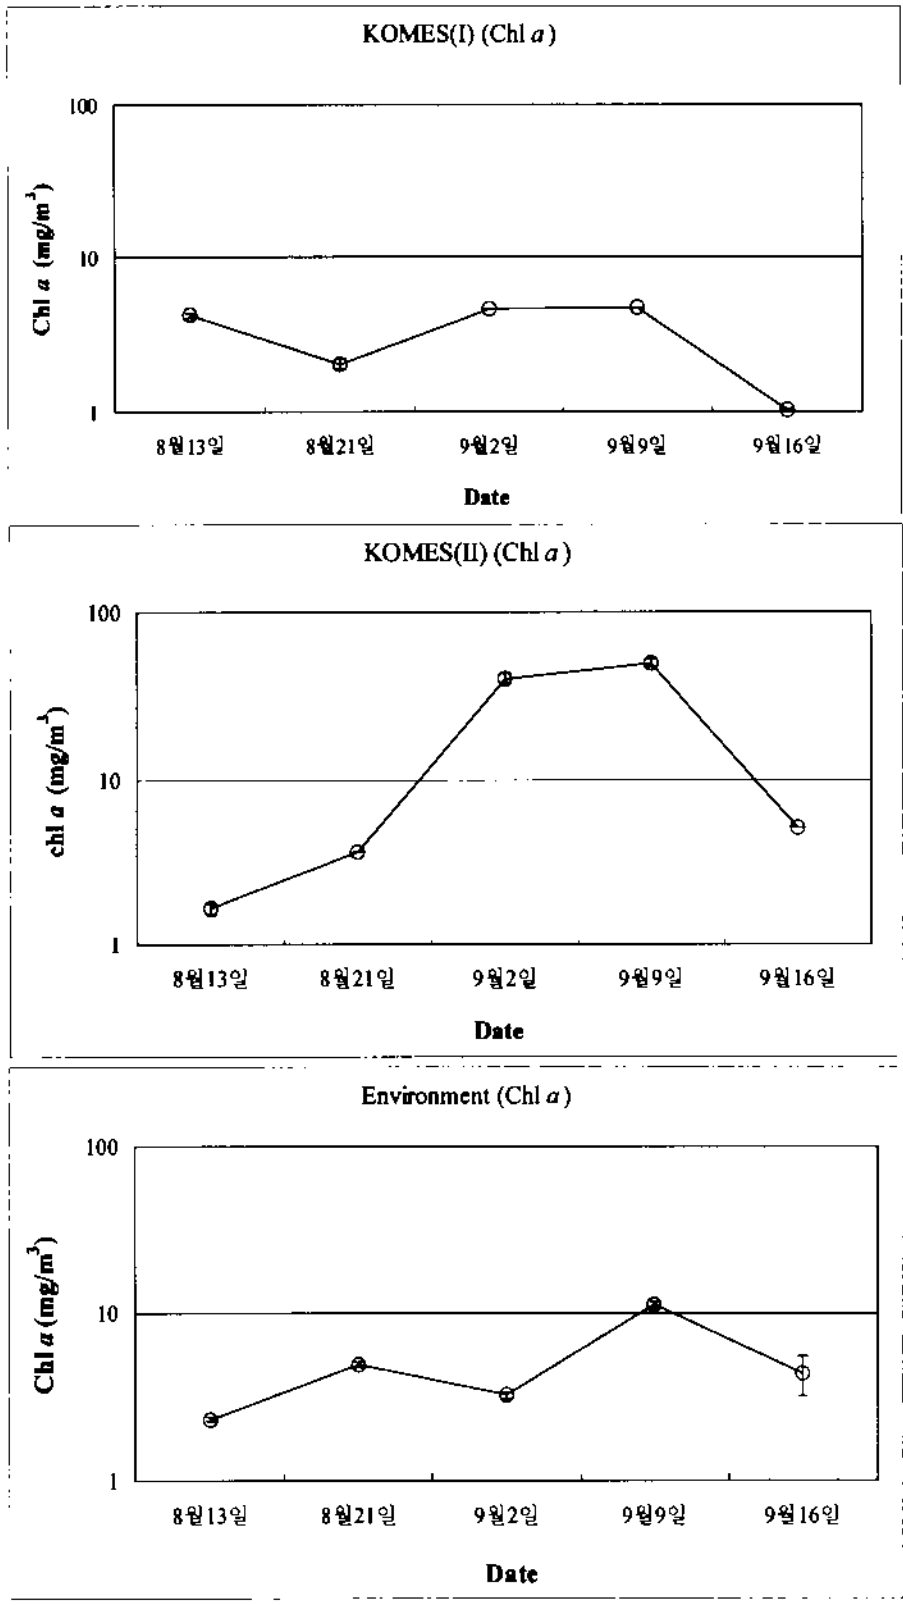 KOMES(I) (Chl a)
100
10
1
Chl a (mg/m³)
8월13일 8월21일 9월2일 9월9일 9월16일
Date
KOMES(II) (Chl a)
100
10
1
chl a (mg/m³)
8월13일 8월21일 9월2일 9월9일 9월16일
Date
Environment (Chl a)
100
10
1
Chl a (mg/m³)
8월13일 8월21일 9월2일 9월9일 9월16일
Date